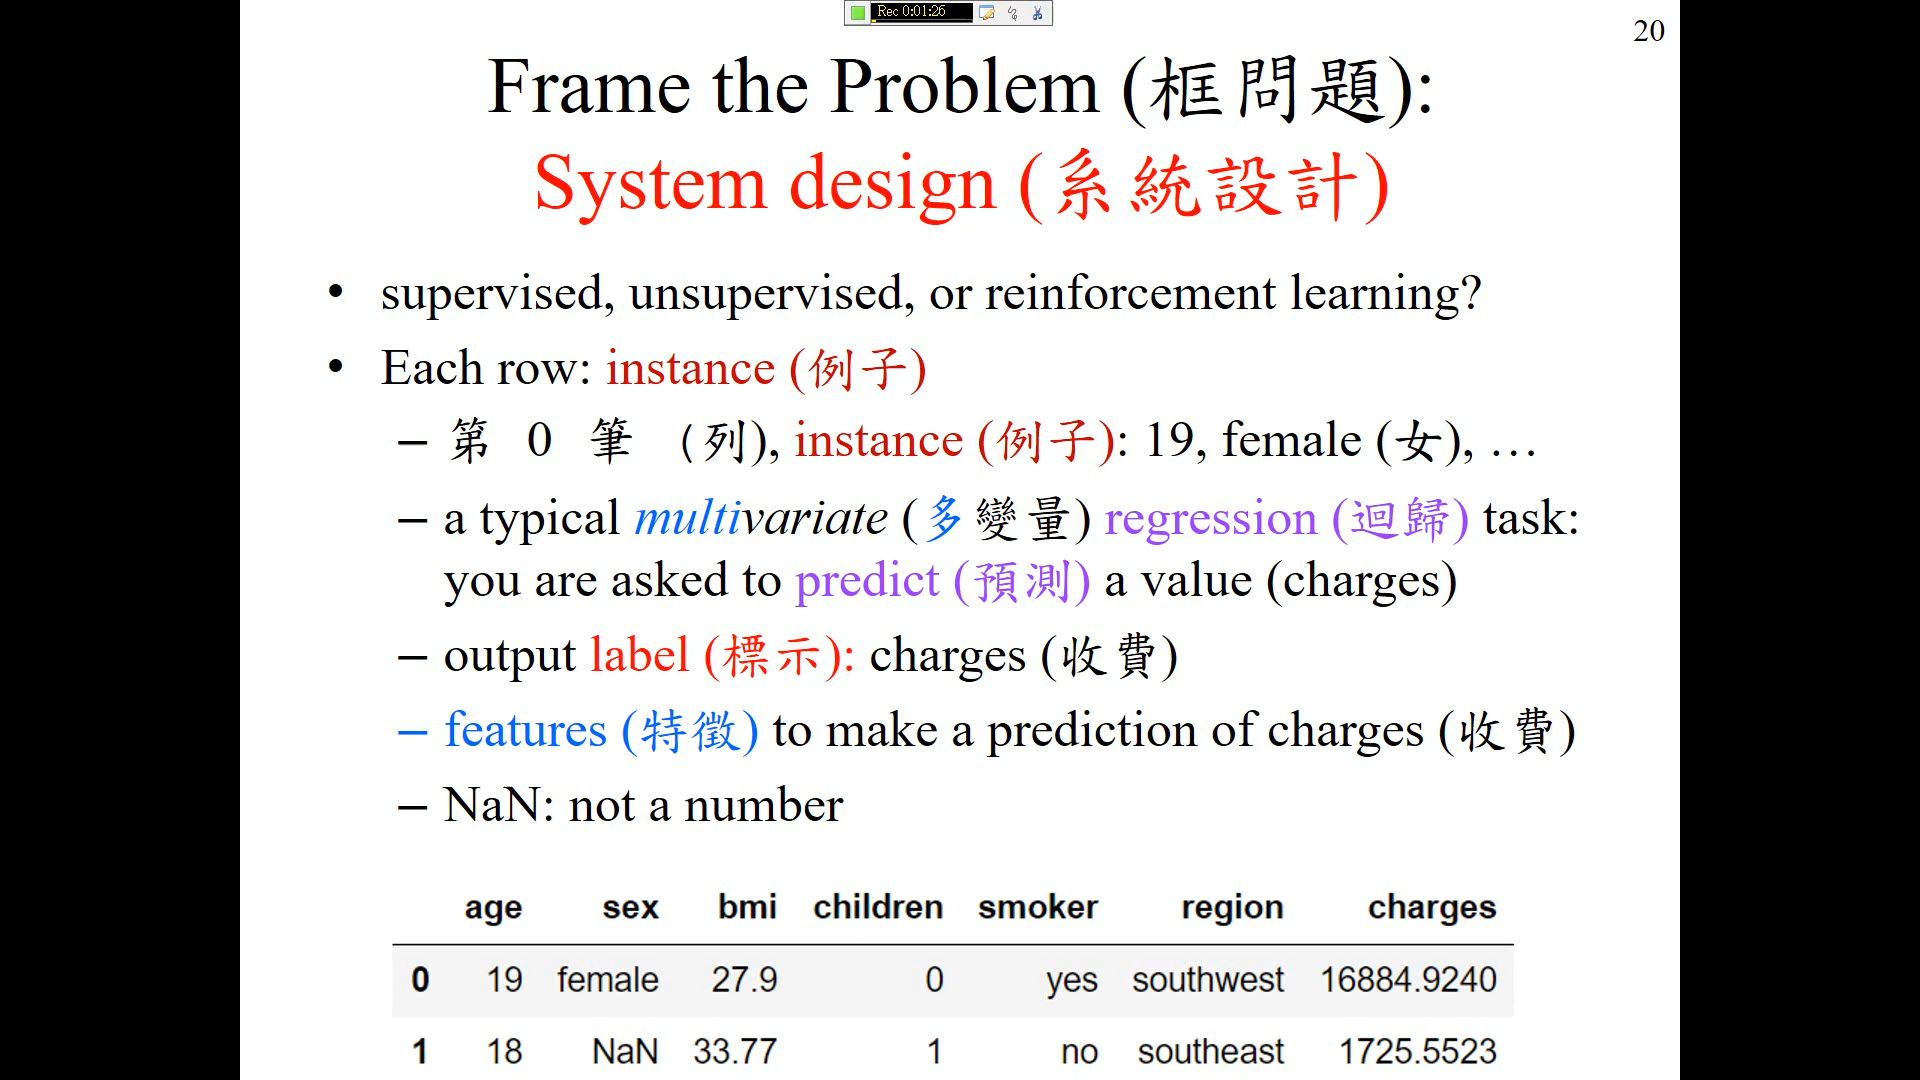 Rec 0:01:26
20
Frame the Problem (框問題):
System design (系統設計)
• supervised, unsupervised, or reinforcement learning?
• Each row: instance (例子)
– 第 0 筆 (列), instance (例子): 19, female (女), …
– a typical multivariate (多變量) regression (迴歸) task:
you are asked to predict (預測) a value (charges)
– output label (標示): charges (收費)
– features (特徵) to make a prediction of charges (收費)
– NaN: not a number
age sex bmi children smoker region charges
0 19 female 27.9 0 yes southwest 16884.9240
1 18 NaN 33.77 1 no southeast 1725.5523